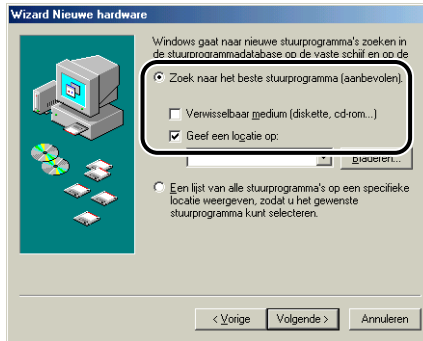 Wizard Nieuwe hardware
Windows gaat naar nieuwe stuurprogramma's zoeken in
de stuurprogrammadatabase op de vaste schijf en op de
Zoek naar het beste stuurprogramma (aanbevolen).
Verwisselbaar medium (diskette, cd-rom...)
Geef een locatie op:
Bladeren...
Een lijst van alle stuurprogramma's op een specifieke
locatie weergeven, zodat u het gewenste
stuurprogramma kunt selecteren.
< Vorige Volgende > Annuleren